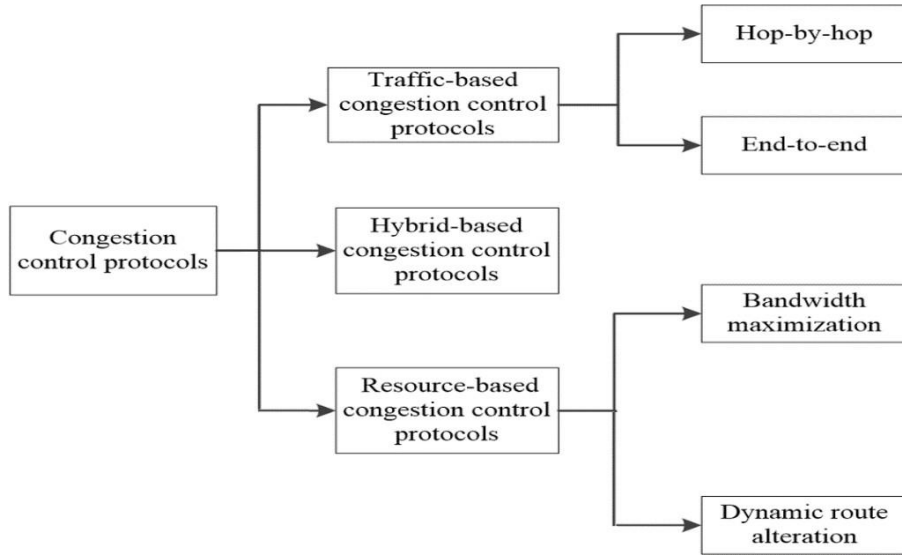 Hop-by-hop
Traffic-based
congestion control
protocols
End-to-end
Congestion
control protocols
Hybrid-based
congestion control
protocols
Bandwidth
maximization
Resource-based
congestion control
protocols
Dynamic route
alteration